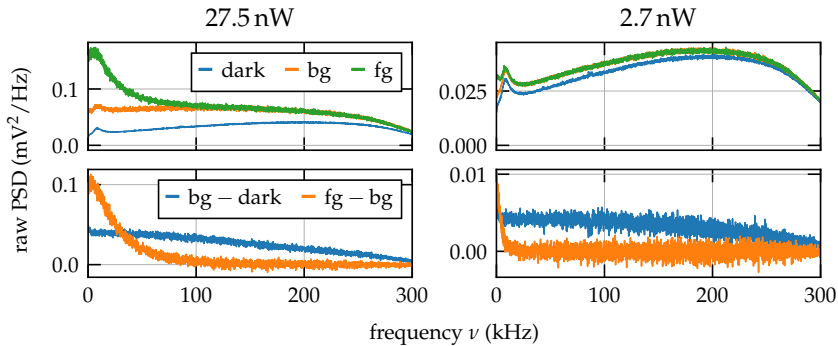 27.5 nW
2.7 nW
raw PSD (mV²/Hz)
0.1
0.0
dark bg fg
0.025
0.000
0.1
0.0
bg − dark fg − bg
0.01
0.00
0 100 200 300
0 100 200 300
frequency ν (kHz)